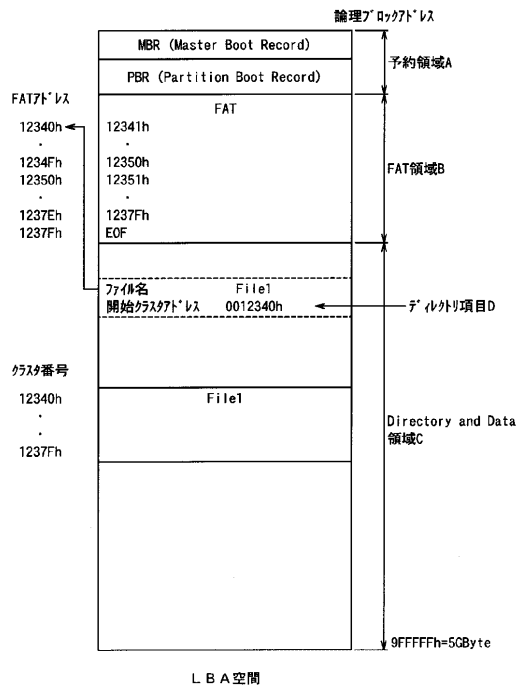 論理ブロックアドレス
MBR (Master Boot Record)
PBR (Partition Boot Record)
予約領域A
FATアドレス
FAT
12340h
12341h
・
・
1234Fh
12350h
12350h
12351h
・
・
1237Eh
1237Fh
1237Fh
EOF
FAT領域B
ファイル名 File1
開始クラスタアドレス 0012340h
ディレクトリ項目D
クラスタ番号
12340h
File1
・
・
1237Fh
Directory and Data
領域C
9FFFFFh=5GByte
LBA空間